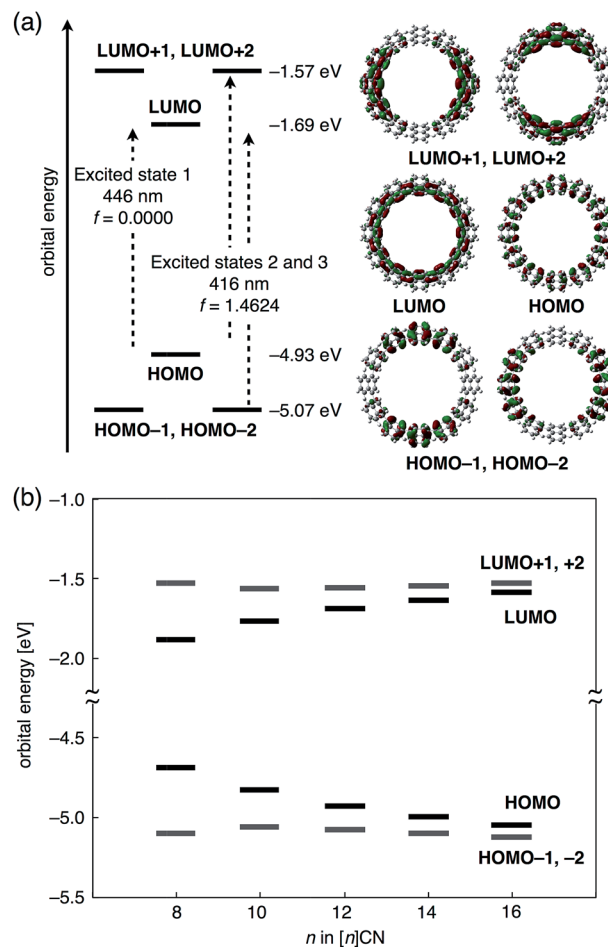 (a)
LUMO+1, LUMO+2
–1.57 eV
LUMO
–1.69 eV
Excited state 1
446 nm
f = 0.0000
Excited states 2 and 3
416 nm
f = 1.4624
–4.93 eV
HOMO
–5.07 eV
HOMO–1, HOMO–2
orbital energy
LUMO+1, LUMO+2
LUMO
HOMO
HOMO–1, HOMO–2
(b)
orbital energy [eV]
–1.0
–1.5
–2.0
–4.5
–5.0
–5.5
LUMO+1, +2
LUMO
HOMO
HOMO–1, –2
8
10
12
14
16
n in [n]CN